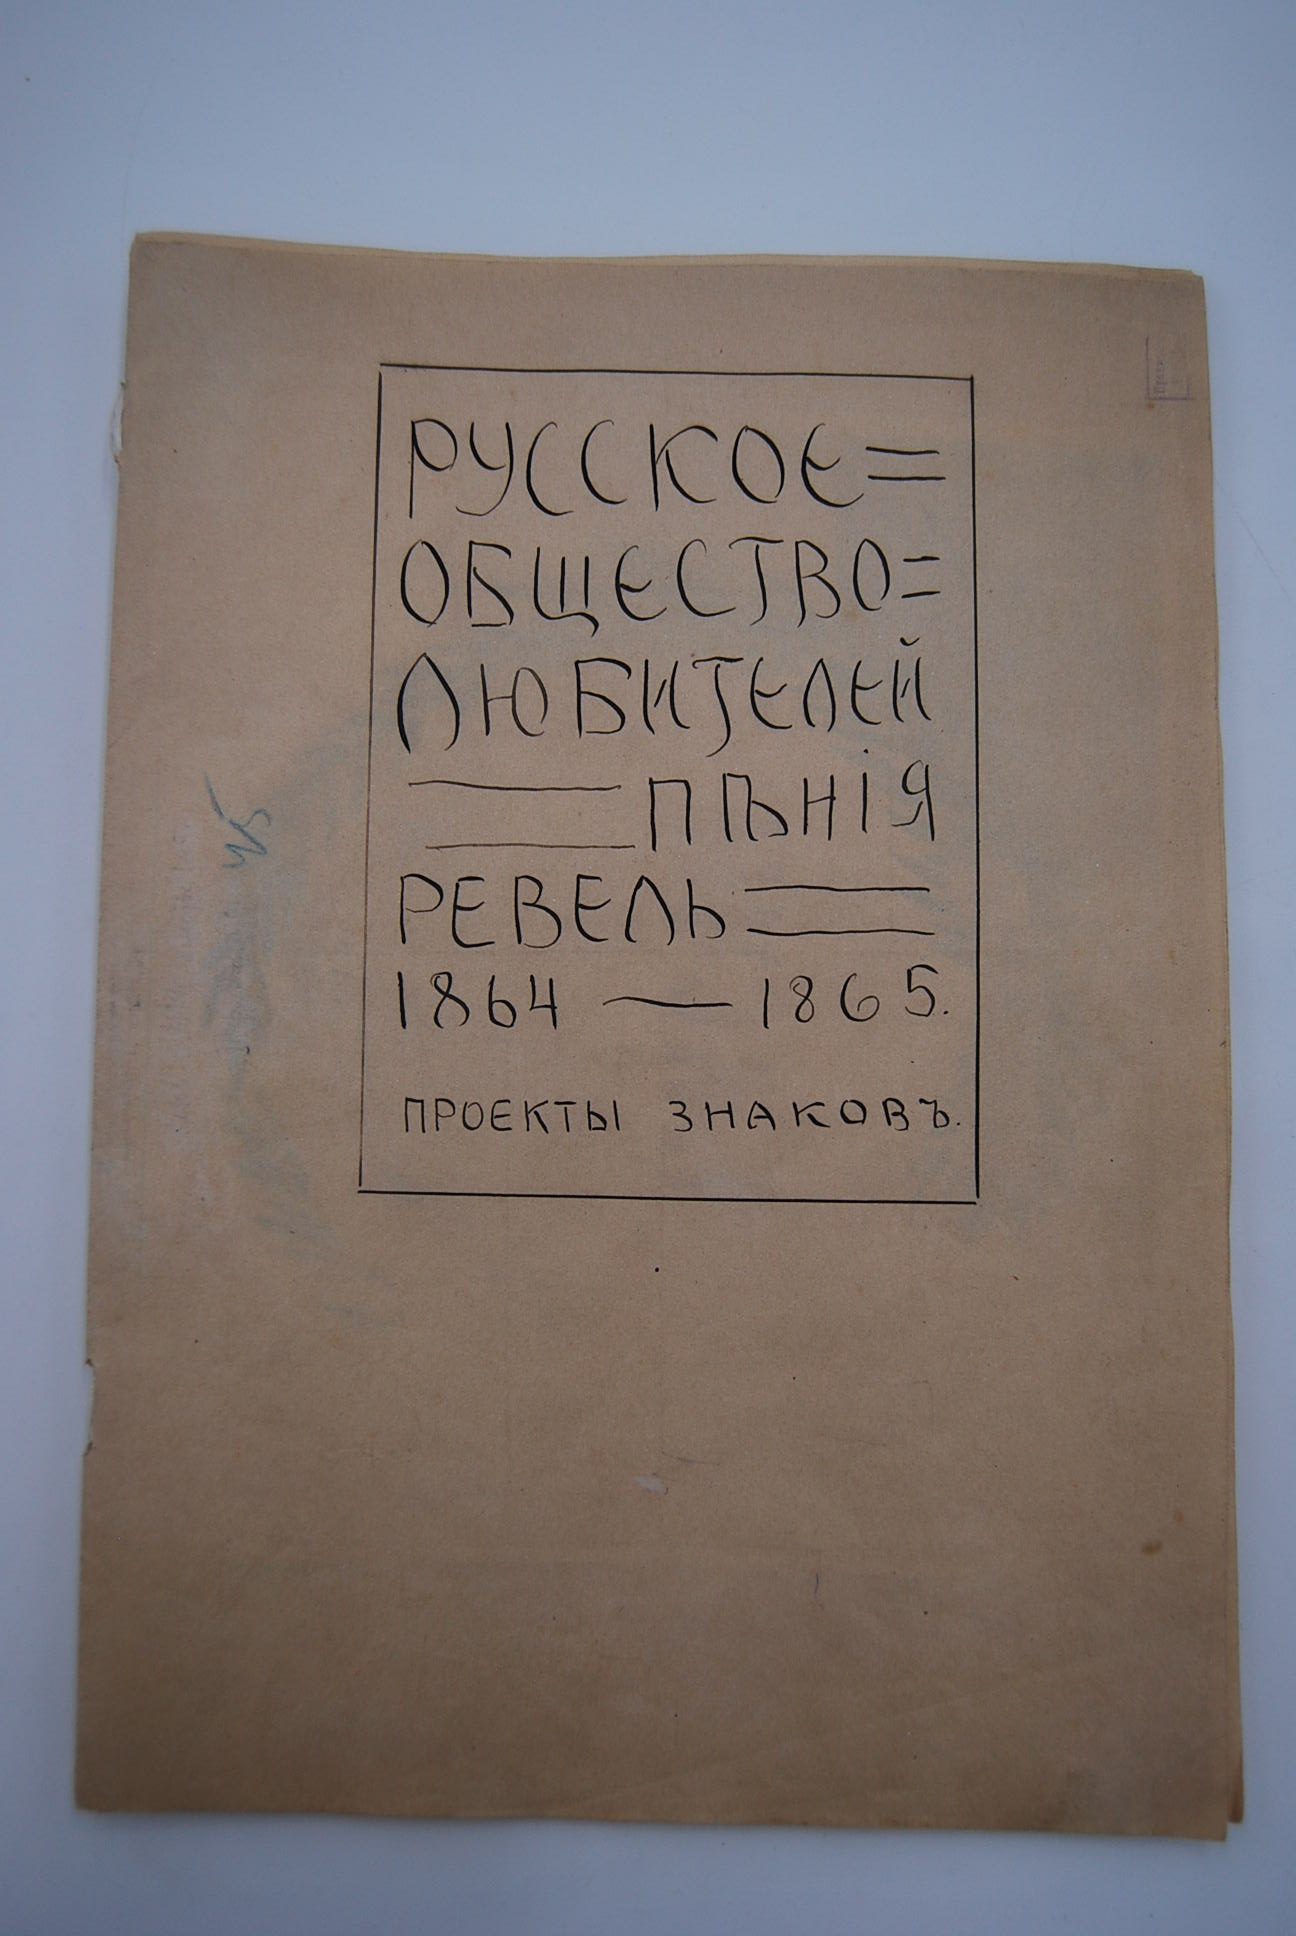 РУССКОЕ=
ОБЩЕСТВО=
ЛЮБИТЕЛЕЙ
ПѢНІЯ
РЕВЕЛЬ
1864 — 1865.
ПРОЕКТЫ ЗНАКОВЪ.